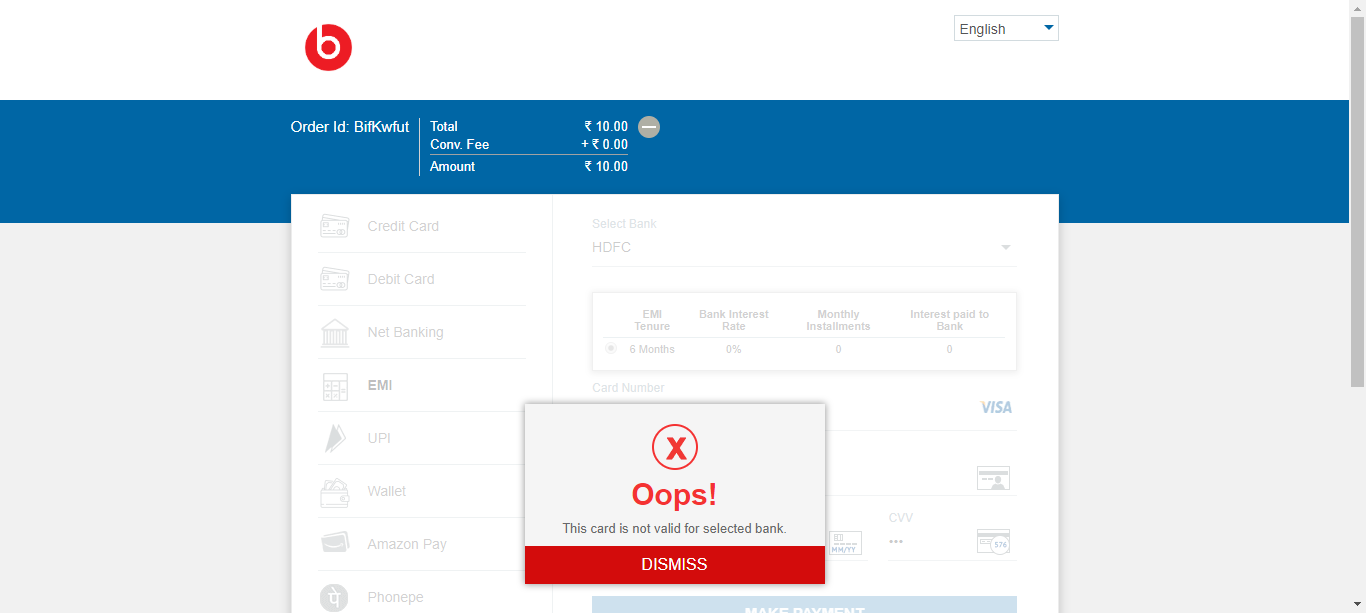 b
English
Order Id: BifKwfut
Total ₹ 10.00
Conv. Fee + ₹ 0.00
Amount ₹ 10.00
Credit Card
Debit Card
Net Banking
EMI
UPI
Wallet
Amazon Pay
Phonepe
Select Bank
HDFC
EMI Tenure
Bank Interest Rate
Monthly Installments
Interest paid to Bank
6 Months 0% 0 0
Card Number
VISA
MM/YY
CVV
•••
576
X
Oops!
This card is not valid for selected bank.
DISMISS
MAKE PAYMENT